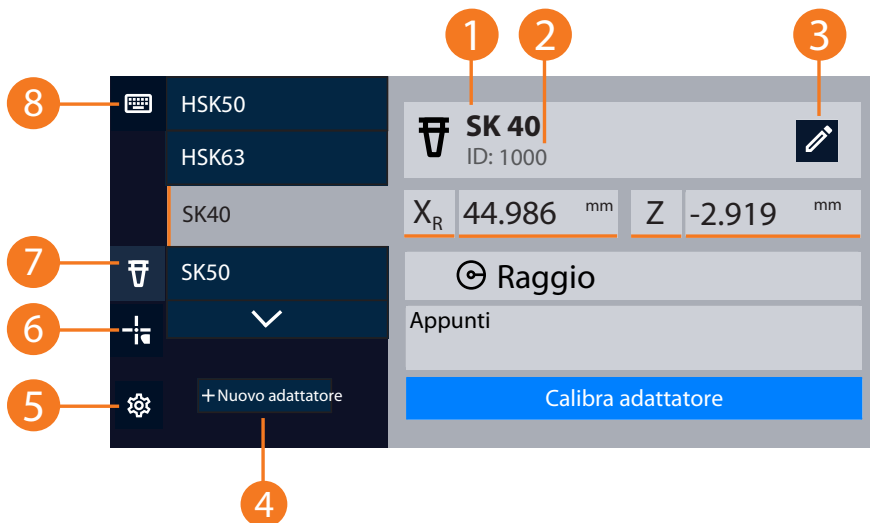 1
2
3
8
HSK50
HSK63
SK40
7
SK50
6
5
+Nuovo adattatore
4
SK 40
ID: 1000
XR 44.986 mm Z -2.919 mm
Raggio
Appunti
Calibra adattatore